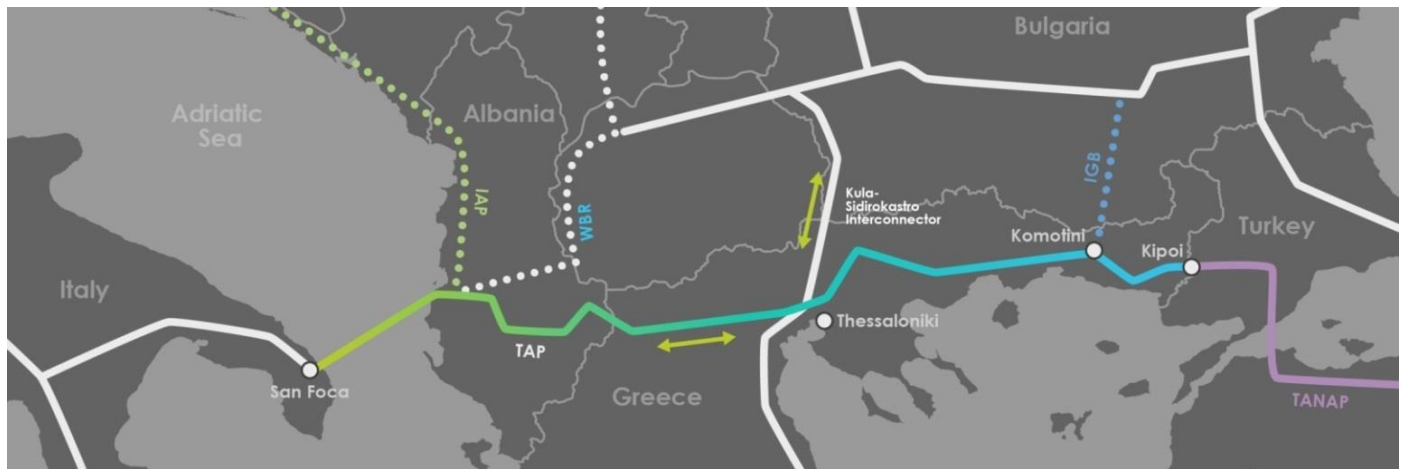 Bulgaria
Adriatic
Sea
Albania
IAP
WBR
Kula-
Sidirokastro
Interconnector
IGB
Komotini
Kipoi
Turkey
Italy
San Foca
TAP
Thessaloniki
Greece
TANAP